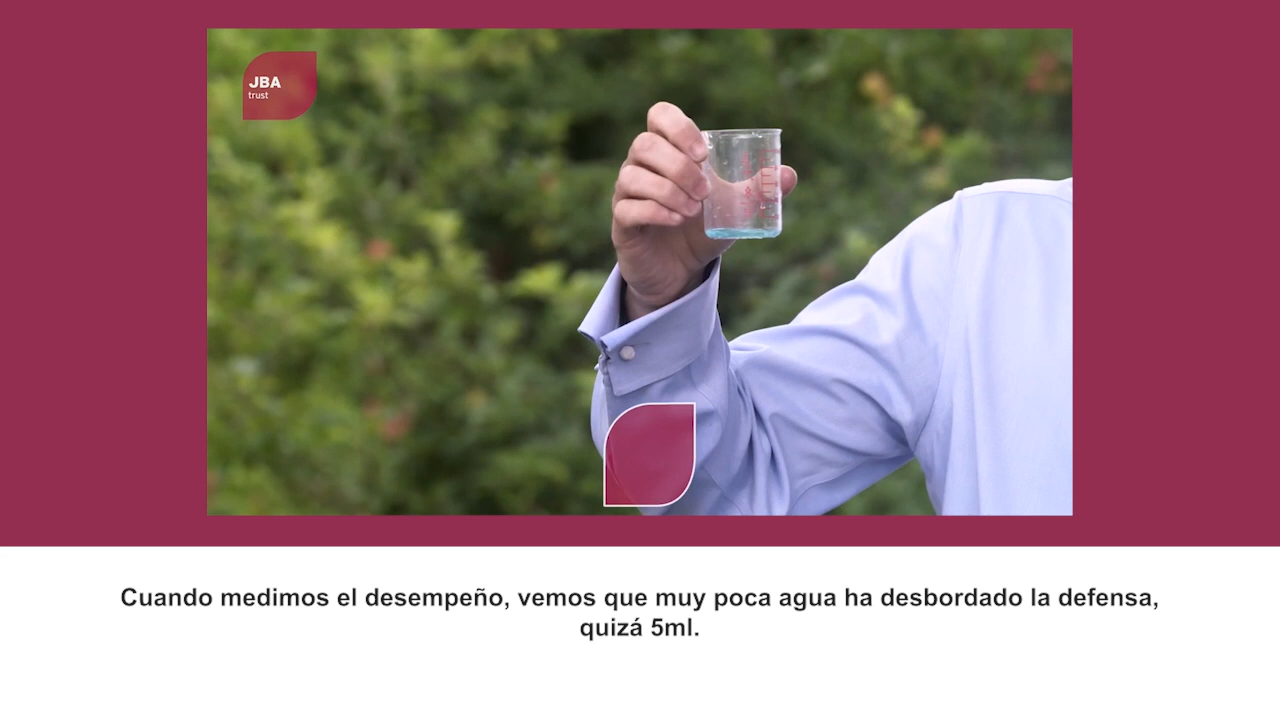 JBA
trust
Cuando medimos el desempeño, vemos que muy poca agua ha desbordado la defensa,
quizá 5ml.